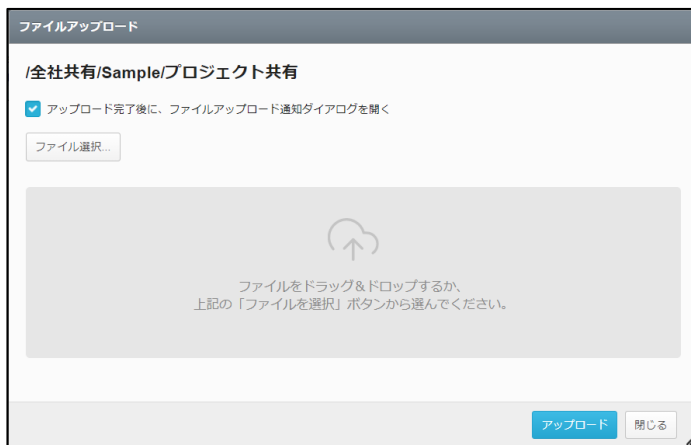 ファイルアップロード
/全社共有/Sample/プロジェクト共有
アップロード完了後に、ファイルアップロード通知ダイアログを開く
ファイル選択...
ファイルをドラッグ＆ドロップするか、
上記の「ファイルを選択」ボタンから選んでください。
アップロード 閉じる